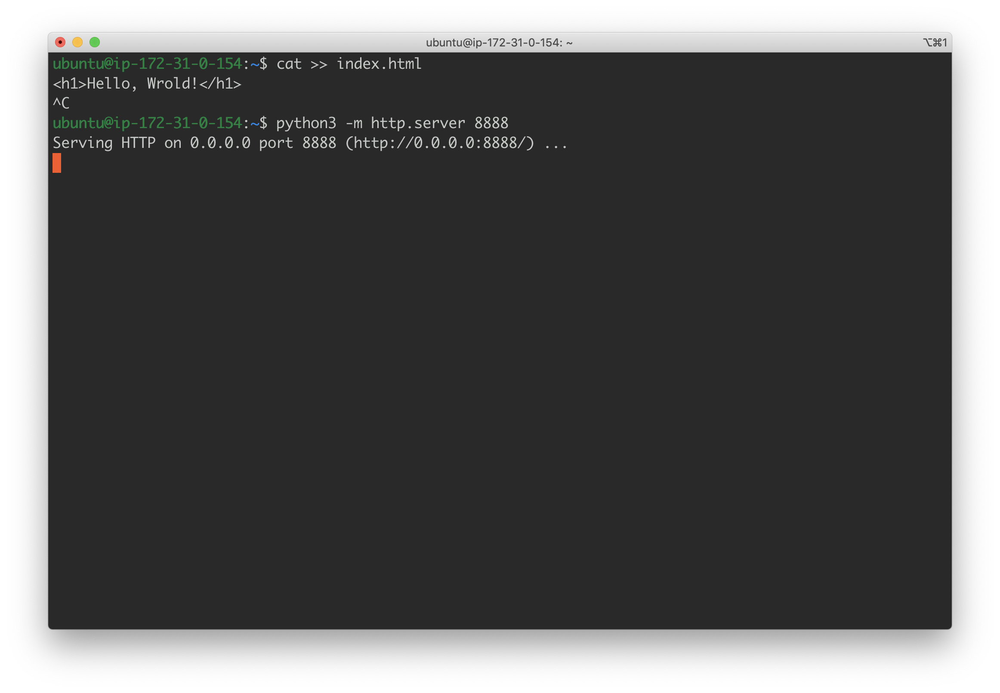 ubuntu@ip-172-31-0-154: ~ ⌥⌘1
ubuntu@ip-172-31-0-154:~$ cat >> index.html
<h1>Hello, Wrold!</h1>
^C
ubuntu@ip-172-31-0-154:~$ python3 -m http.server 8888
Serving HTTP on 0.0.0.0 port 8888 (http://0.0.0.0:8888/) ...